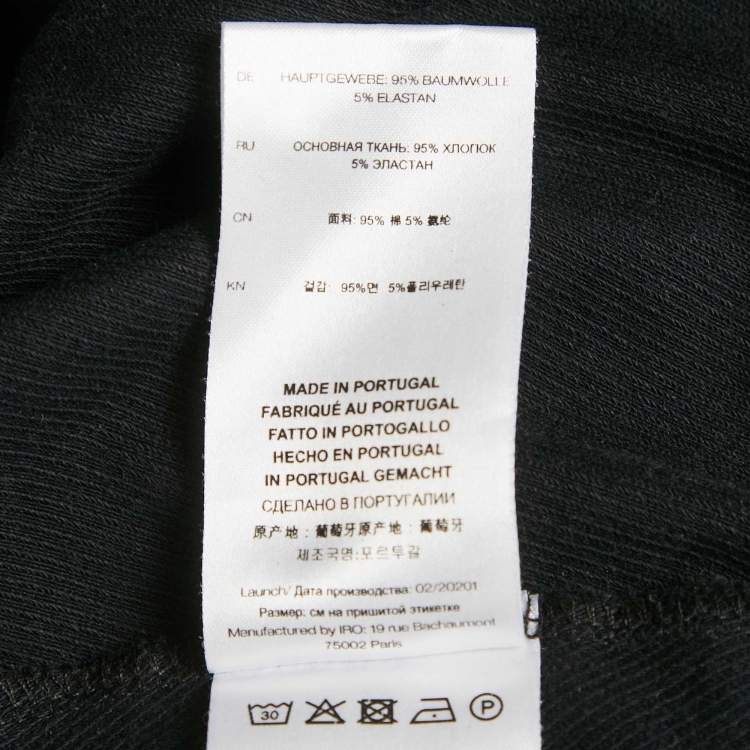 DE HAUPTGEWEBE: 95% BAUMWOLLE
5% ELASTAN
RU ОСНОВНАЯ ТКАНЬ: 95% ХЛОПОК
5% ЭЛАСТАН
CN 面料: 95% 棉 5% 氨纶
KN 겉감: 95%면 5%폴리우레탄
MADE IN PORTUGAL
FABRIQUÉ AU PORTUGAL
FATTO IN PORTOGALLO
HECHO EN PORTUGAL
IN PORTUGAL GEMACHT
СДЕЛАНО В ПОРТУГАЛИИ
原产地: 葡萄牙原产地: 葡萄牙
제조국명:포르투갈
Launch/ Дата производства: 02/20201
Размер: см на пришитой этикетке
Manufactured by IRO: 19 rue Bachaumont
75002 Paris
30 P